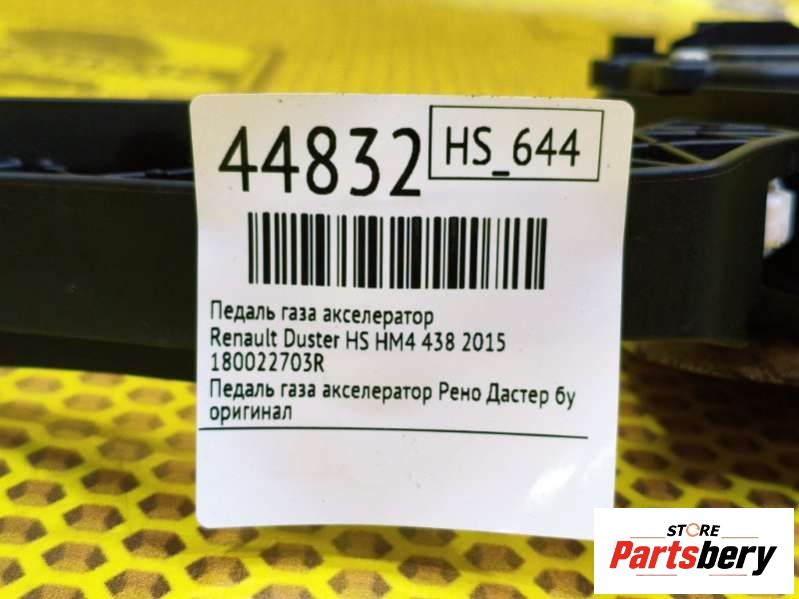 44832
HS_644
Педаль газа акселератор
Renault Duster HS HM4 438 2015
180022703R
Педаль газа акселератор Рено Дастер бу
оригинал
STORE
Partsbery